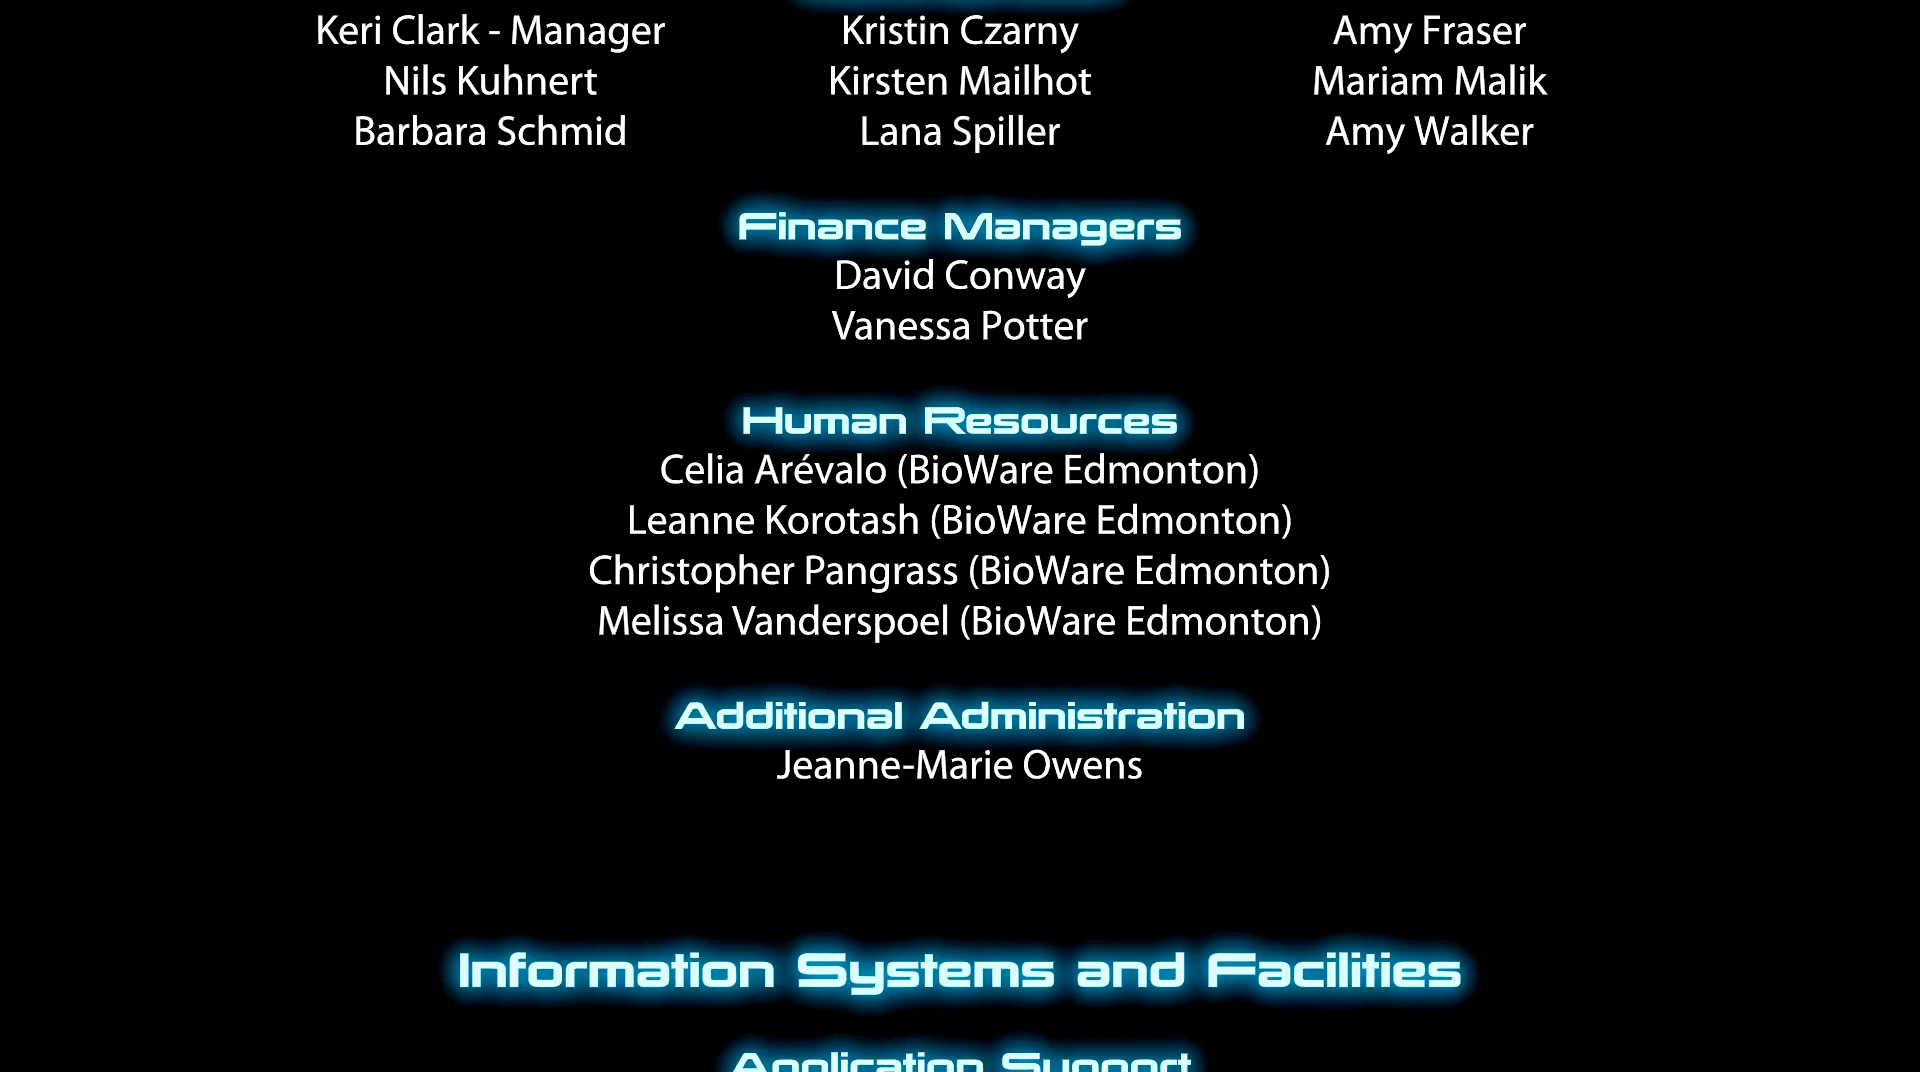 Keri Clark - Manager Kristin Czarny Amy Fraser
Nils Kuhnert Kirsten Mailhot Mariam Malik
Barbara Schmid Lana Spiller Amy Walker
Finance Managers
David Conway
Vanessa Potter
Human Resources
Celia Arévalo (BioWare Edmonton)
Leanne Korotash (BioWare Edmonton)
Christopher Pangrass (BioWare Edmonton)
Melissa Vanderspoel (BioWare Edmonton)
Additional Administration
Jeanne-Marie Owens
Information Systems and Facilities
Application Support